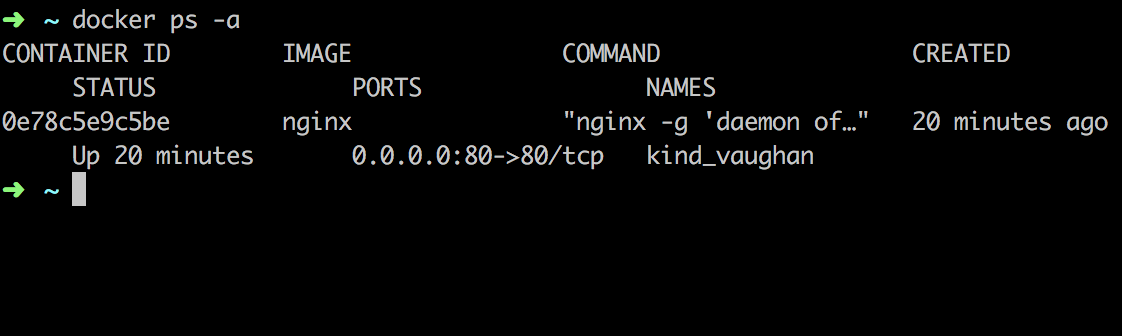 ➜ ~ docker ps -a
CONTAINER ID IMAGE COMMAND CREATED
STATUS PORTS NAMES
0e78c5e9c5be nginx "nginx -g 'daemon of…" 20 minutes ago
Up 20 minutes 0.0.0.0:80->80/tcp kind_vaughan
➜ ~